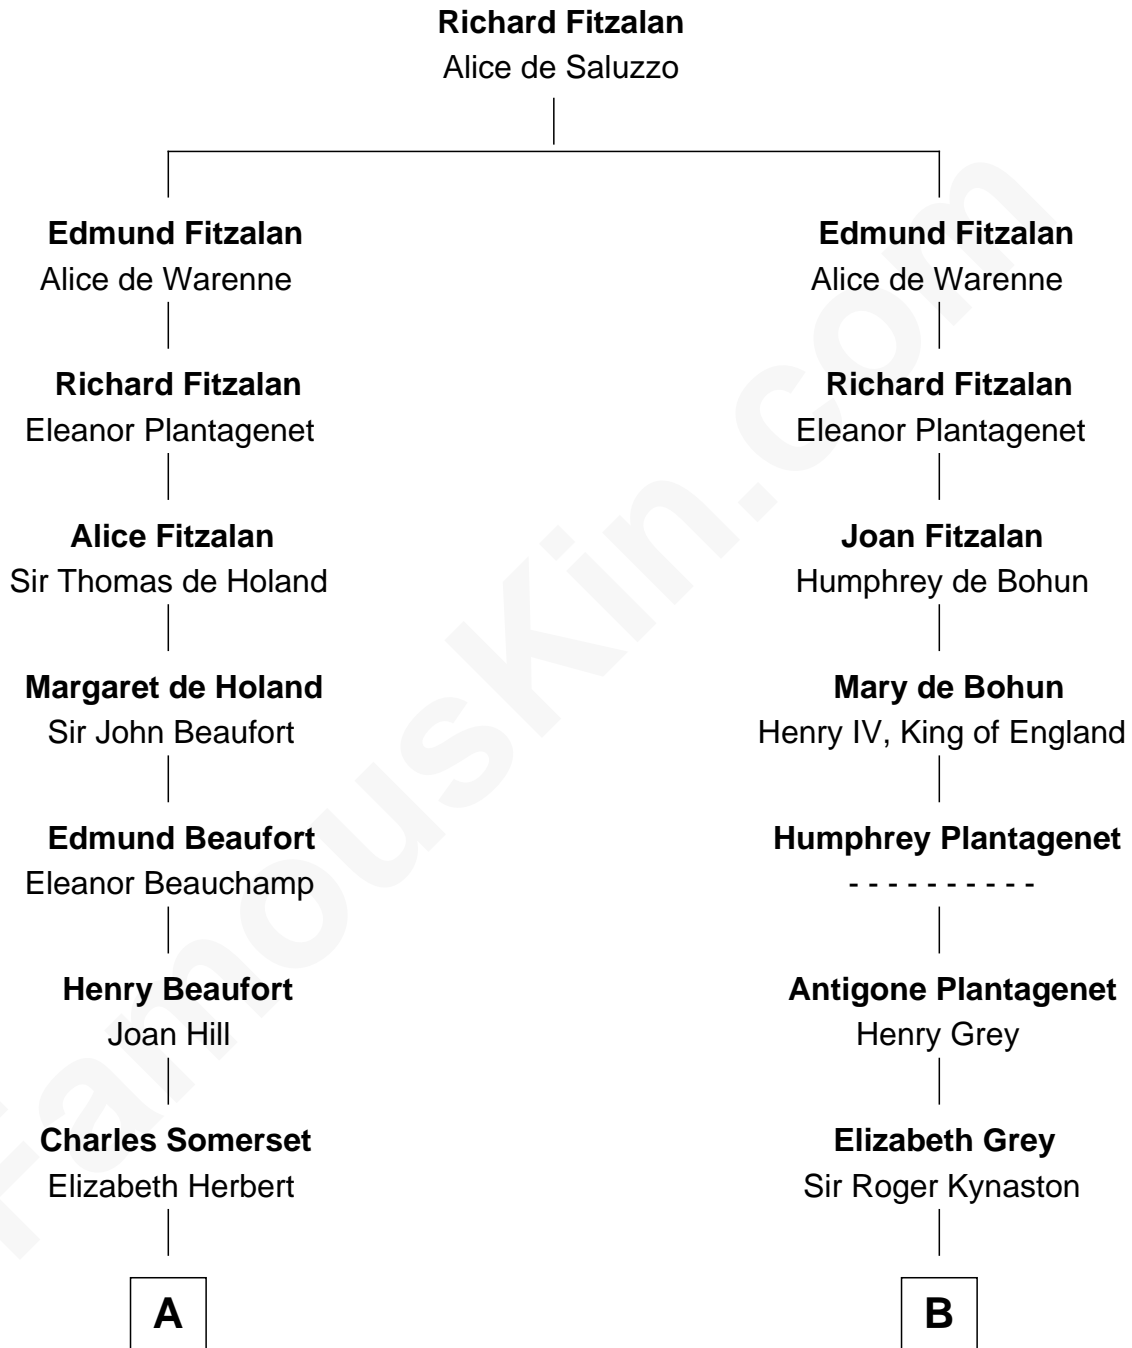 Richard Fitzalan
Alice de Saluzzo
Edmund Fitzalan
Alice de Warenne
Edmund Fitzalan
Alice de Warenne
Richard Fitzalan
Eleanor Plantagenet
Richard Fitzalan
Eleanor Plantagenet
Alice Fitzalan
Sir Thomas de Holand
Joan Fitzalan
Humphrey de Bohun
Margaret de Holand
Sir John Beaufort
Mary de Bohun
Henry IV, King of England
Edmund Beaufort
Eleanor Beauchamp
Humphrey Plantagenet
- - - - - - - - - -
Henry Beaufort
Joan Hill
Antigone Plantagenet
Henry Grey
Charles Somerset
Elizabeth Herbert
Elizabeth Grey
Sir Roger Kynaston
A
B
FamousKin.com